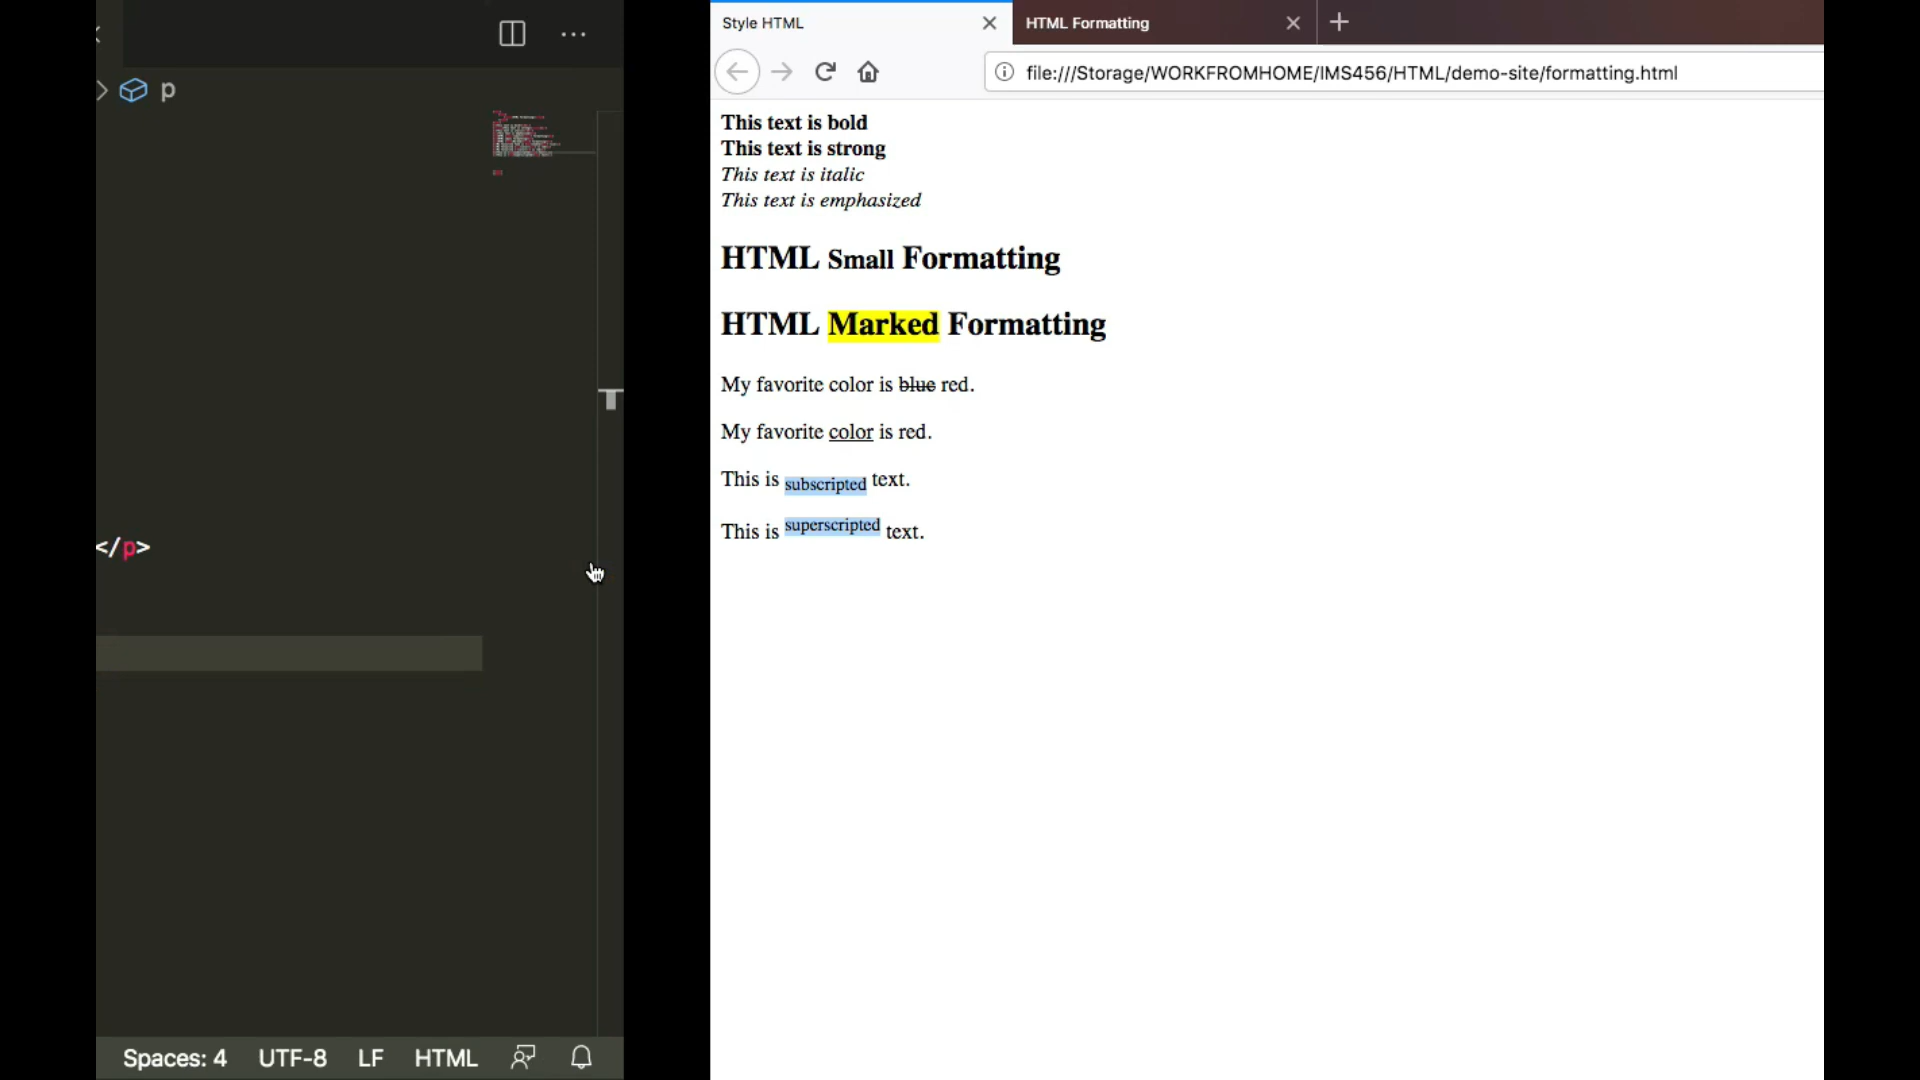 p
</p>
Spaces: 4 UTF-8 LF HTML
Style HTML
HTML Formatting
file:///Storage/WORKFROMHOME/IMS456/HTML/demo-site/formatting.html
This text is bold
This text is strong
This text is italic
This text is emphasized
HTML Small Formatting
HTML Marked Formatting
My favorite color is blue red.
My favorite color is red.
This is subscripted text.
This is superscripted text.